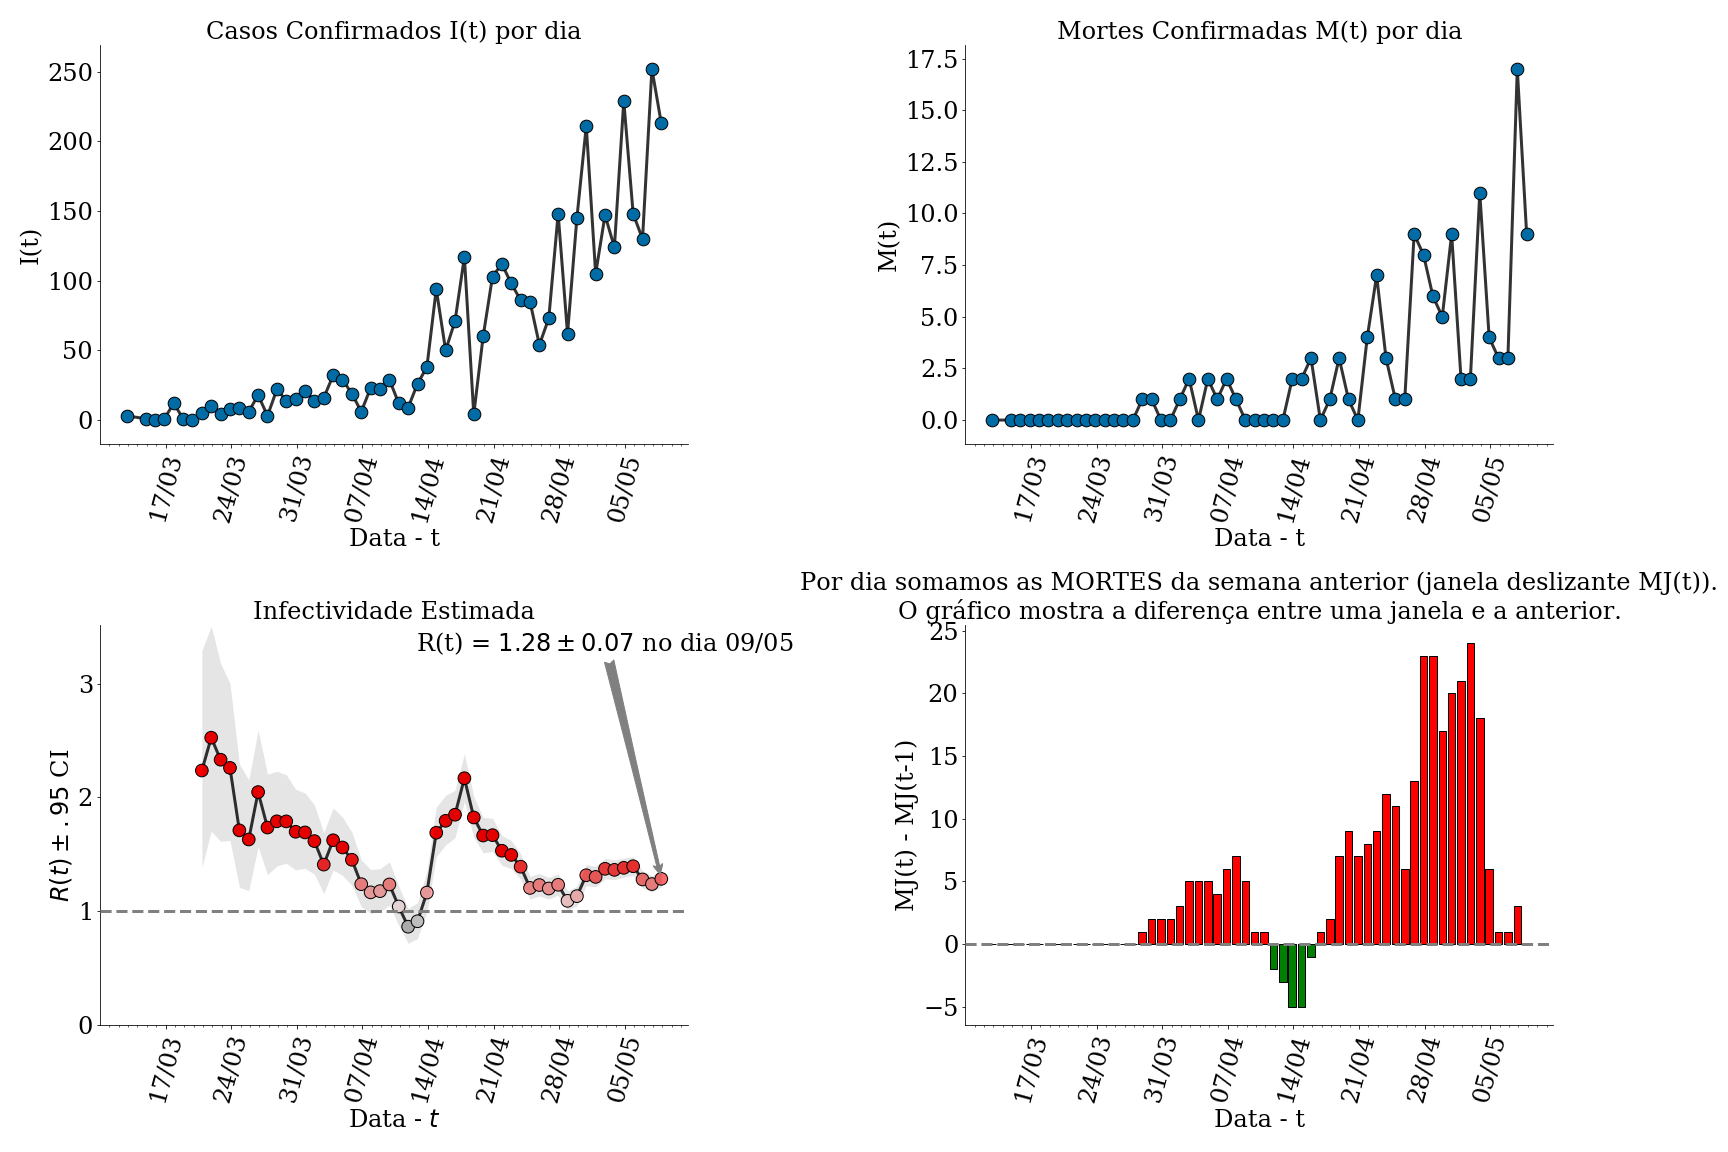 Casos Confirmados I(t) por dia
I(t)
250
200
150
100
50
0
17/03 24/03 31/03 07/04 14/04 21/04 28/04 05/05
Data - t
Mortes Confirmadas M(t) por dia
M(t)
17.5
15.0
12.5
10.0
7.5
5.0
2.5
0.0
17/03 24/03 31/03 07/04 14/04 21/04 28/04 05/05
Data - t
Infectividade Estimada
R(t) = 1.28 ± 0.07 no dia 09/05
R(t) ± .95 CI
3
2
1
0
17/03 24/03 31/03 07/04 14/04 21/04 28/04 05/05
Data - t
Por dia somamos as MORTES da semana anterior (janela deslizante MJ(t)).
O gráfico mostra a diferença entre uma janela e a anterior.
MJ(t) - MJ(t-1)
25
20
15
10
5
0
−5
17/03 24/03 31/03 07/04 14/04 21/04 28/04 05/05
Data - t